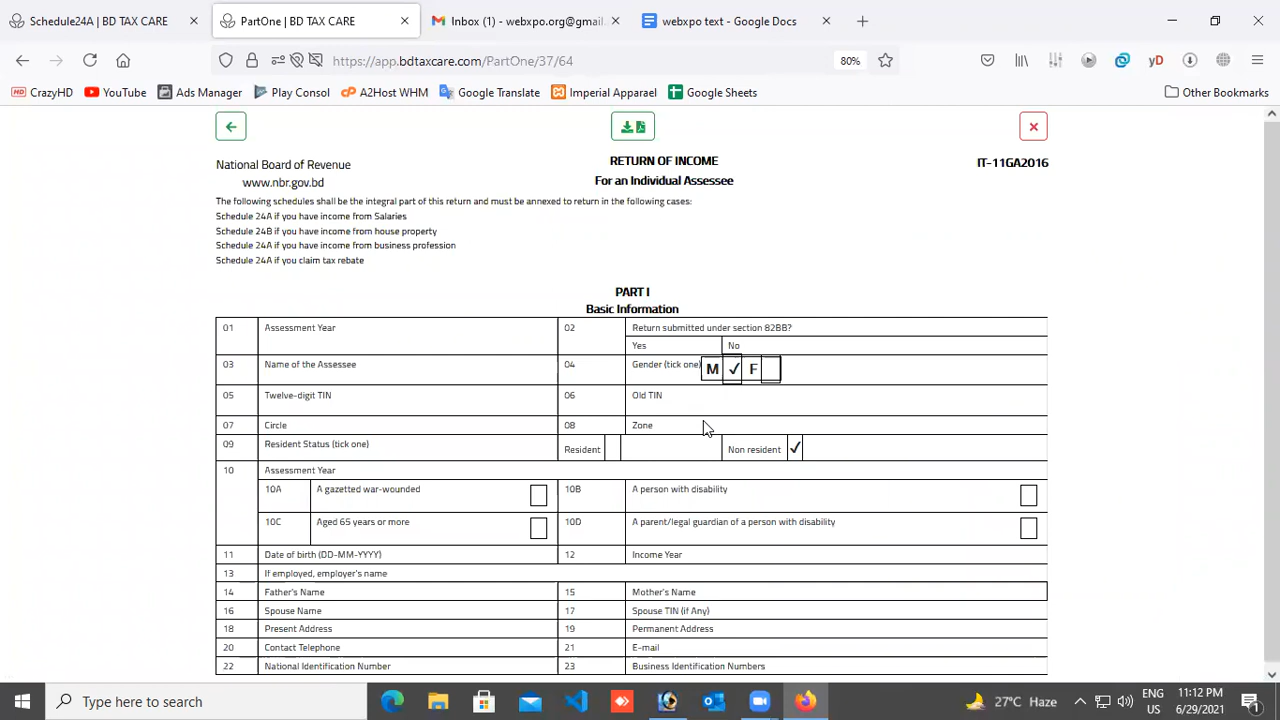 Schedule24A | BD TAX CARE
PartOne | BD TAX CARE
Inbox (1) - webxpo.org@gmail.
webxpo text - Google Docs
https://app.bdtaxcare.com/PartOne/37/64
80%
yD
HD CrazyHD
YouTube
Ads Manager
Play Consol
cP A2Host WHM
Google Translate
Imperial Apparael
Google Sheets
Other Bookmarks
National Board of Revenue
RETURN OF INCOME
IT-11GA2016
www.nbr.gov.bd
For an Individual Assessee
The following schedules shall be the integral part of this return and must be annexed to return in the following cases:
Schedule 24A if you have income from Salaries
Schedule 24B if you have income from house property
Schedule 24A if you have income from business profession
Schedule 24A if you claim tax rebate
PART I
Basic Information
01 Assessment Year 02 Return submitted under section 82BB?
Yes No
03 Name of the Assessee 04 Gender (tick one) M ✓ F
05 Twelve-digit TIN 06 Old TIN
07 Circle 08 Zone
09 Resident Status (tick one) Resident Non resident ✓
10 Assessment Year
10A A gazetted war-wounded 10B A person with disability
10C Aged 65 years or more 10D A parent/legal guardian of a person with disability
11 Date of birth (DD-MM-YYYY) 12 Income Year
13 If employed, employer's name
14 Father's Name 15 Mother's Name
16 Spouse Name 17 Spouse TIN (if Any)
18 Present Address 19 Permanent Address
20 Contact Telephone 21 E-mail
22 National Identification Number 23 Business Identification Numbers
Type here to search
27°C Haze
ENG
US
11:12 PM
6/29/2021
1